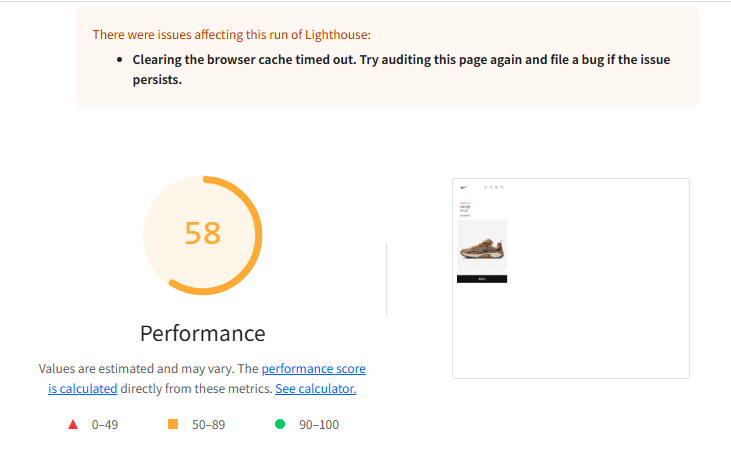 There were issues affecting this run of Lighthouse:
• Clearing the browser cache timed out. Try auditing this page again and file a bug if the issue
persists.
58
Performance
Values are estimated and may vary. The performance score
is calculated directly from these metrics. See calculator.
0–49
50–89
90–100